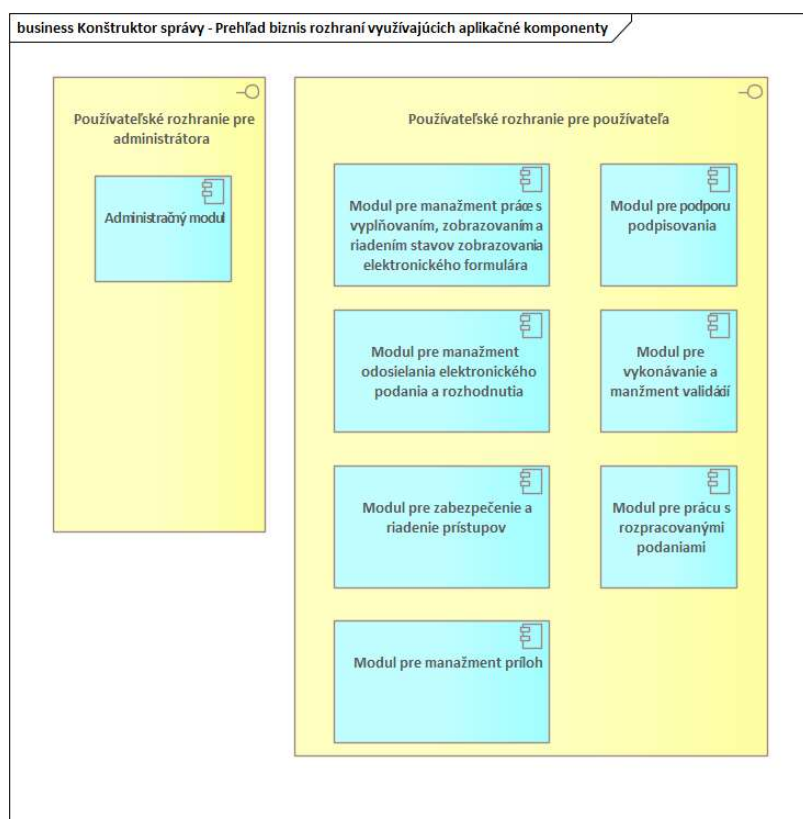 business Konštruktor správy - Prehľad biznis rozhraní využívajúcich aplikačné komponenty
Používateľské rozhranie pre
administrátora
Administračný modul
Používateľské rozhranie pre používateľa
Modul pre manažment práce s
vyplňovaním, zobrazovaním a
riadením stavov zobrazovania
elektronického formulára
Modul pre podporu
podpisovania
Modul pre manažment
odosielania elektronického
podania a rozhodnutia
Modul pre
vykonávanie a
manžment validácií
Modul pre zabezpečenie a
riadenie prístupov
Modul pre prácu s
rozpracovanými
podaniami
Modul pre manažment príloh